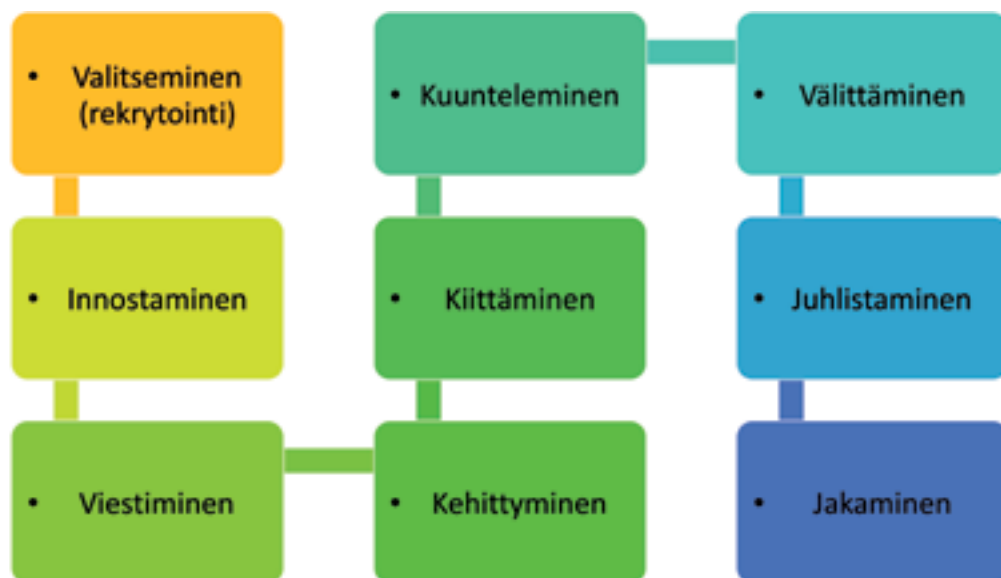 • Valitseminen
(rekrytointi)
• Innostaminen
• Viestiminen
• Kehittyminen
• Kiittäminen
• Kuunteleminen
• Välittäminen
• Juhlistaminen
• Jakaminen